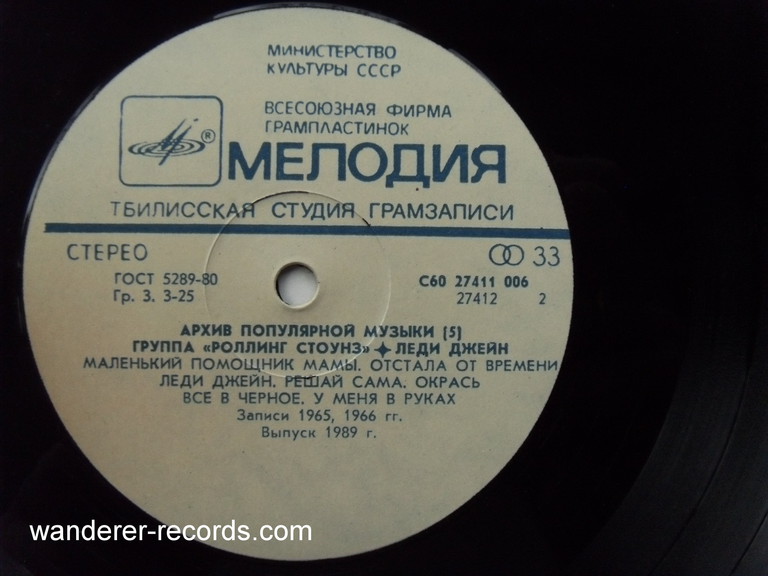 МИНИСТЕРСТВО
КУЛЬТУРЫ СССР
ВСЕСОЮЗНАЯ ФИРМА
ГРАМПЛАСТИНОК
®
МЕЛОДИЯ
ТБИЛИССКАЯ СТУДИЯ ГРАМЗАПИСИ
СТЕРЕО 33
ГОСТ 5289-80 С60 27411 006
Гр. 3. 3-25 27412 2
АРХИВ ПОПУЛЯРНОЙ МУЗЫКИ (5)
ГРУППА «РОЛЛИНГ СТОУНЗ» ✦ ЛЕДИ ДЖЕЙН
МАЛЕНЬКИЙ ПОМОЩНИК МАМЫ. ОТСТАЛА ОТ ВРЕМЕНИ
ЛЕДИ ДЖЕЙН. РЕШАЙ САМА. ОКРАСЬ
ВСЕ В ЧЕРНОЕ. У МЕНЯ В РУКАХ
Записи 1965, 1966 гг.
Выпуск 1989 г.
wanderer-records.com